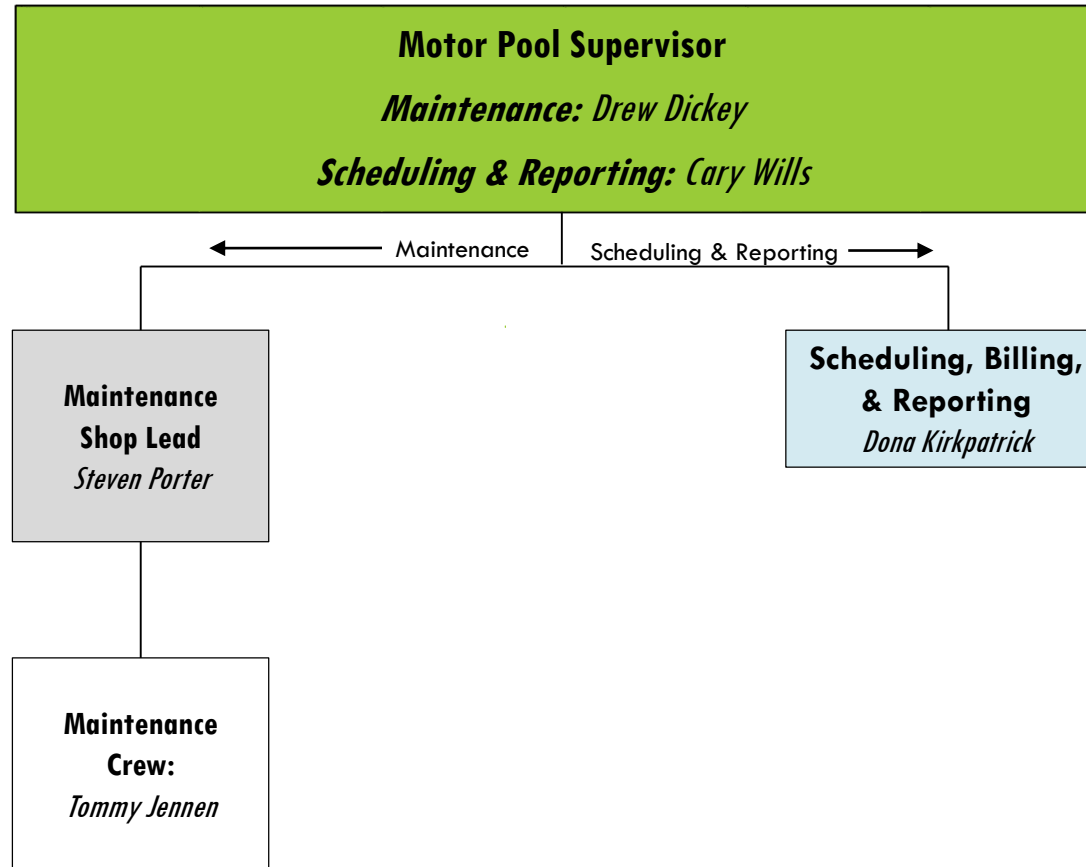 Motor Pool Supervisor
Maintenance: Drew Dickey
Scheduling & Reporting: Cary Wills
Maintenance
Scheduling & Reporting
Maintenance
Shop Lead
Steven Porter
Scheduling, Billing,
& Reporting
Dona Kirkpatrick
Maintenance
Crew:
Tommy Jennen